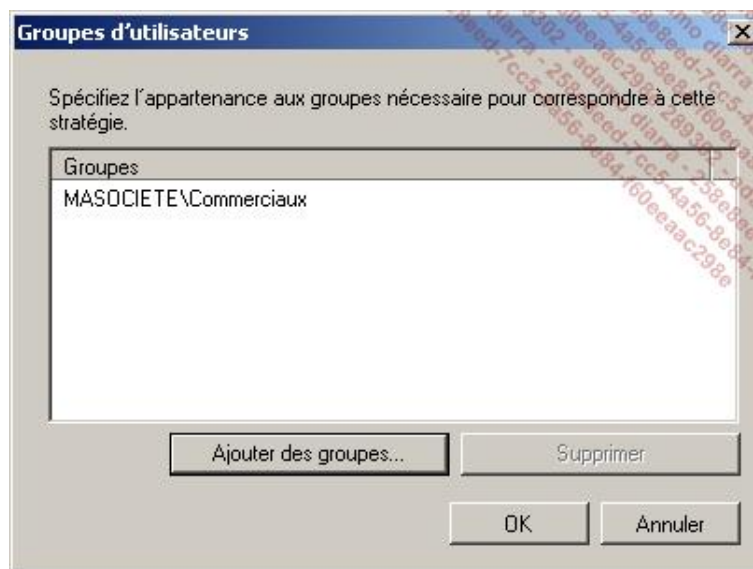 Groupes d'utilisateurs
Spécifiez l'appartenance aux groupes nécessaire pour correspondre à cette
stratégie.
Groupes
MASOCIETE\Commerciaux
Ajouter des groupes...
Supprimer
OK
Annuler